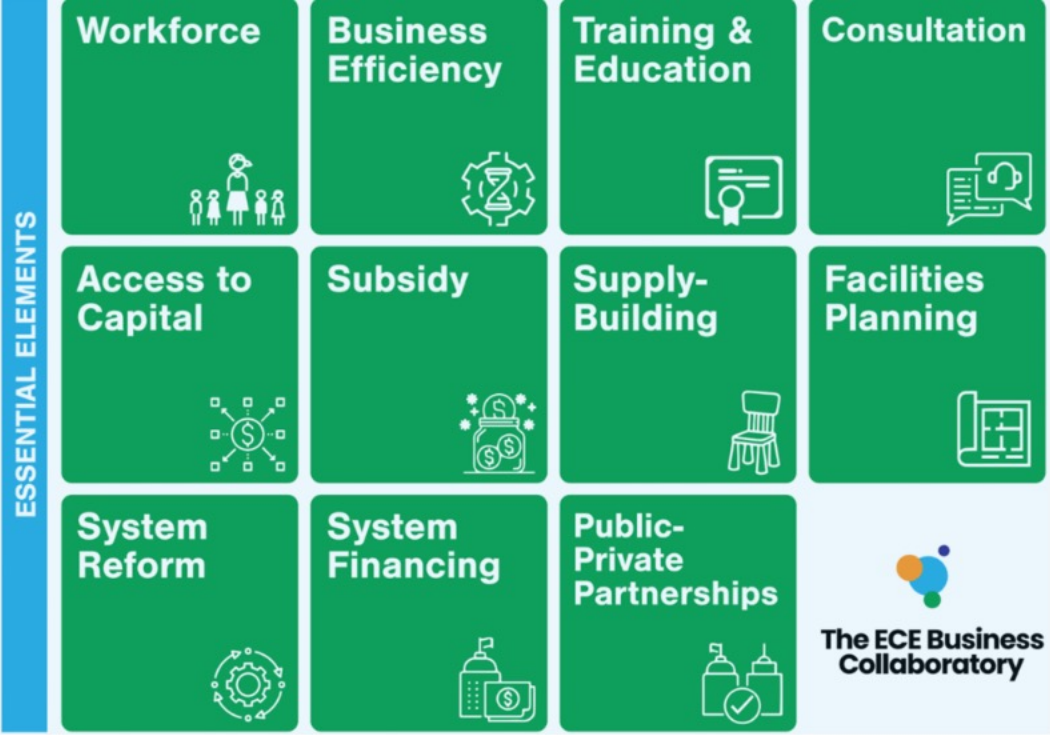 ESSENTIAL ELEMENTS
Workforce
Business
Efficiency
Training &
Education
Consultation
Access to
Capital
Subsidy
Supply-
Building
Facilities
Planning
System
Reform
System
Financing
Public-
Private
Partnerships
The ECE Business
Collaboratory